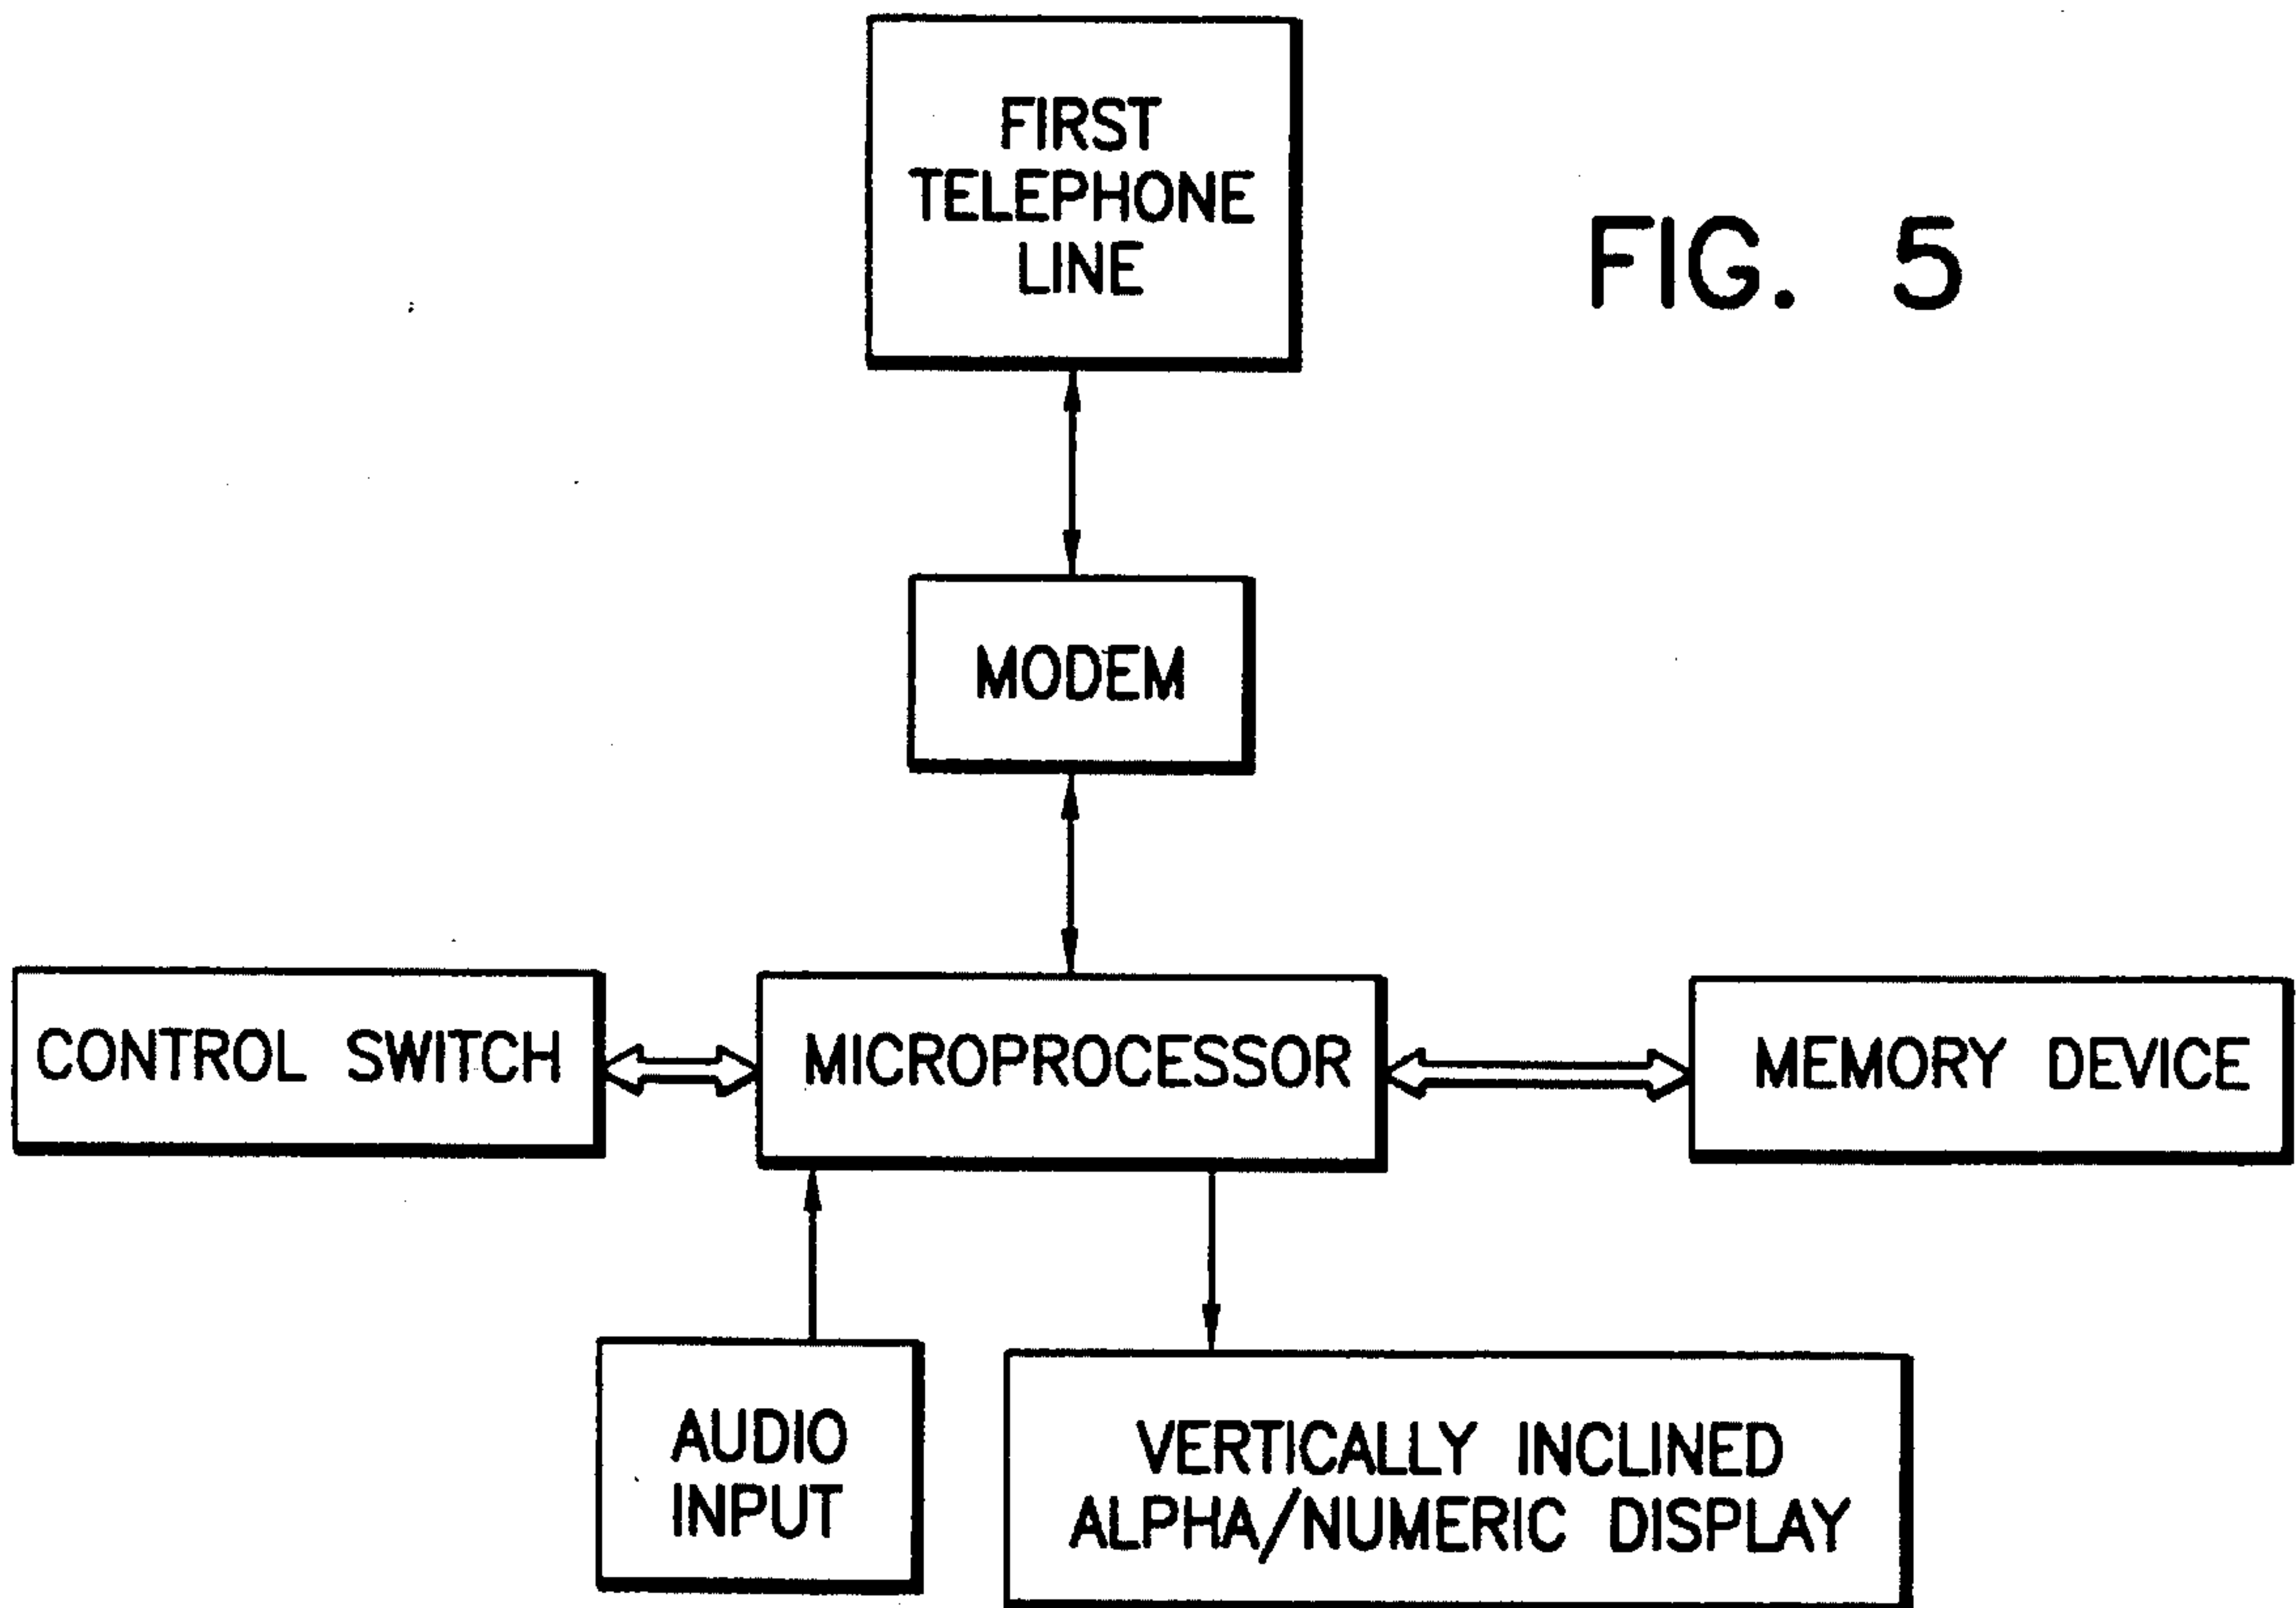 FIRST
TELEPHONE
LINE
FIG. 5
MODEM
CONTROL SWITCH
MICROPROCESSOR
MEMORY DEVICE
AUDIO
INPUT
VERTICALLY INCLINED
ALPHA/NUMERIC DISPLAY